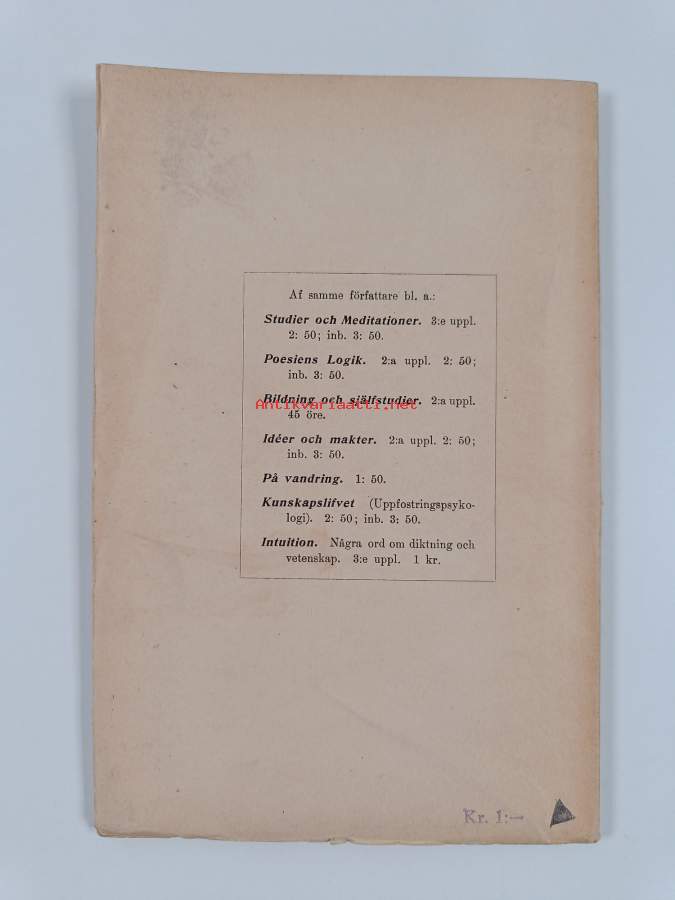 Af samme författare bl. a.:
Studier och Meditationer. 3:e uppl.
2: 50; inb. 3: 50.
Poesiens Logik. 2:a uppl. 2: 50;
inb. 3: 50.
Bildning och själfstudier. 2:a uppl.
Antikvariaatti.net
45 öre.
Idéer och makter. 2:a uppl. 2: 50;
inb. 3: 50.
På vandring. 1: 50.
Kunskapslifvet (Uppfostringspsyko-
logi). 2: 50; inb. 3: 50.
Intuition. Några ord om diktning och
vetenskap. 3:e uppl. 1 kr.
Kr. 1:—